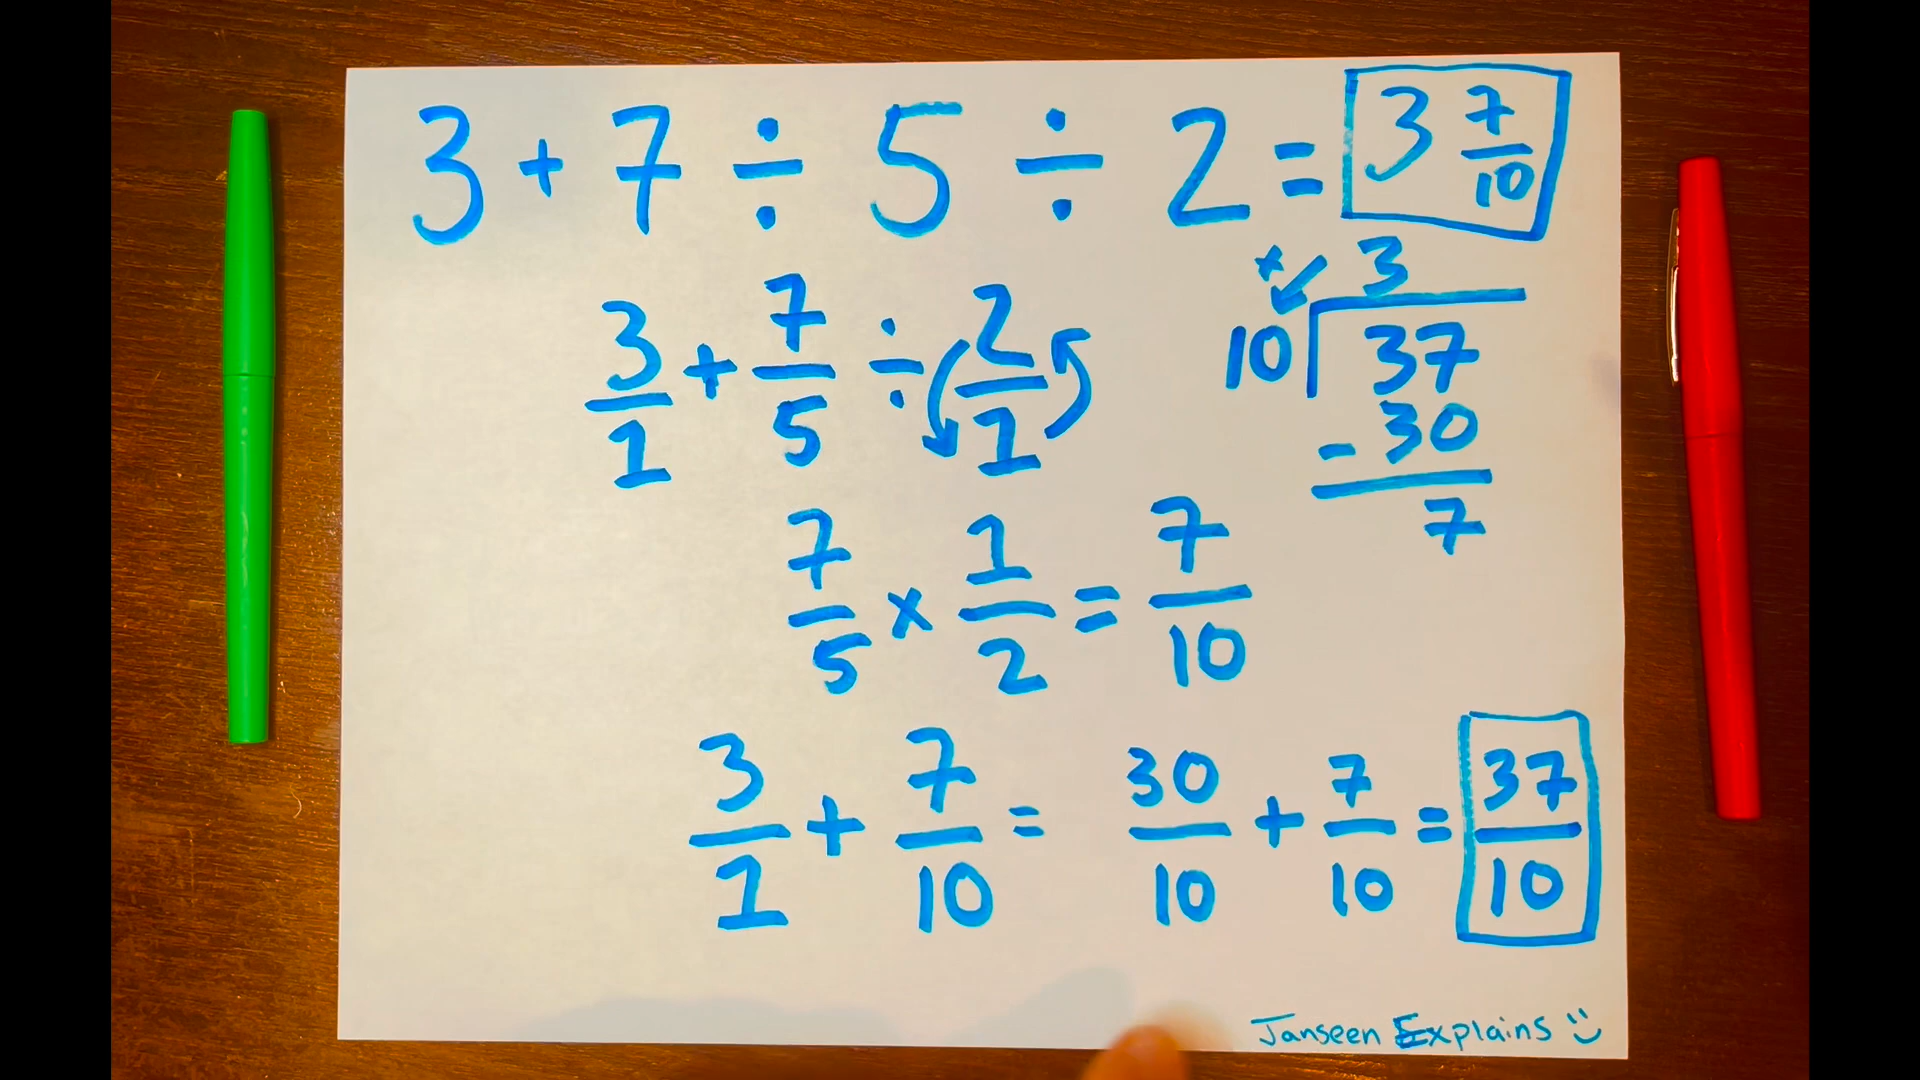 3 + 7 ÷ 5 ÷ 2 = 3 7/10
3/1 + 7/5 ÷ 2/1
+ 3
10 37
- 30
7
7/5 × 1/2 = 7/10
3/1 + 7/10 = 30/10 + 7/10 = 37/10
Janseen Explains :)